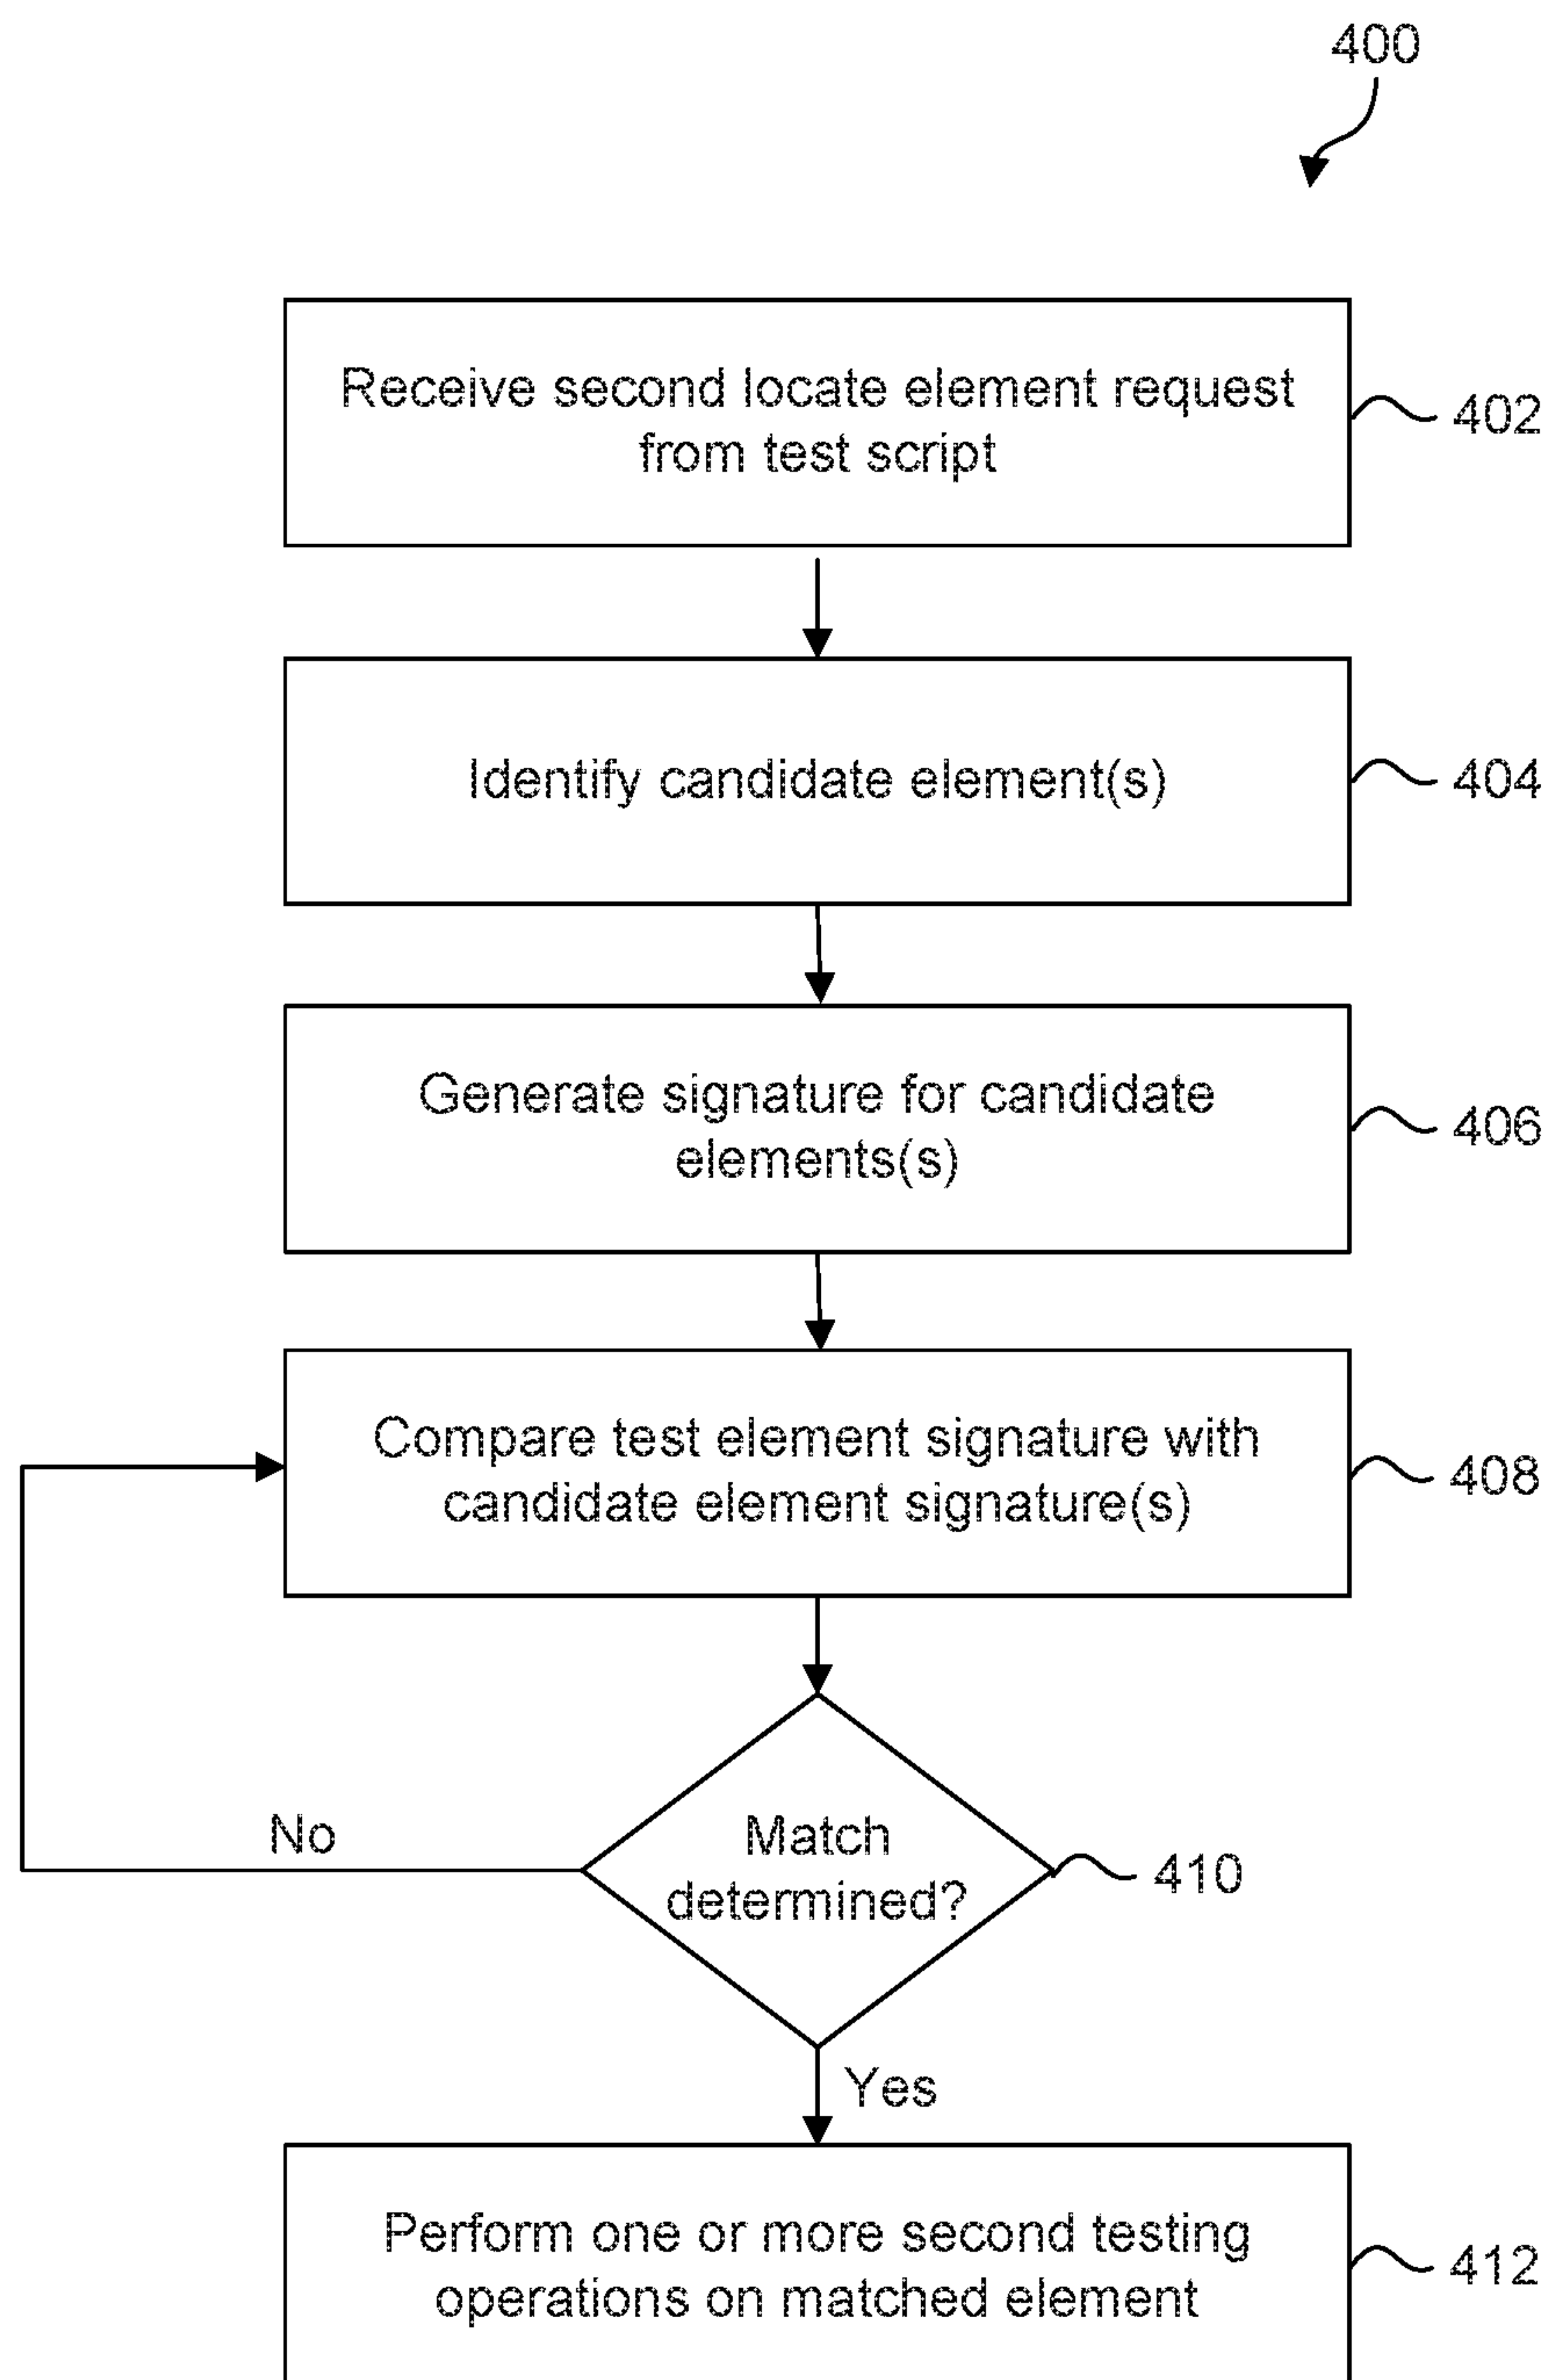 400
Receive second locate element request
from test script
402
Identify candidate element(s)
404
Generate signature for candidate
elements(s)
406
Compare test element signature with
candidate element signature(s)
408
No
Match
determined?
410
Yes
Perform one or more second testing
operations on matched element
412